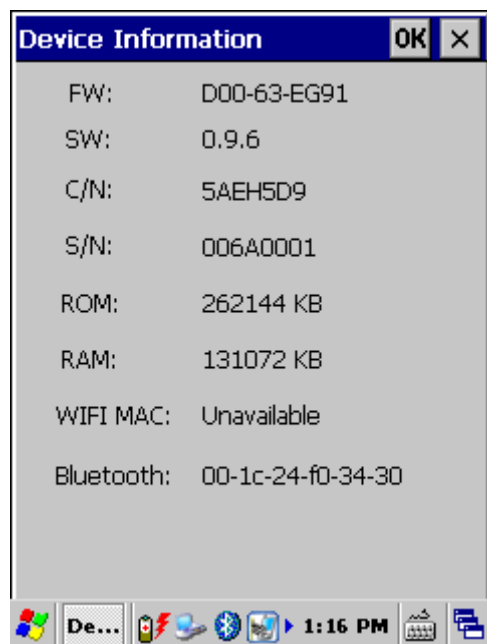 Device Information OK ×
FW: D00-63-EG91
SW: 0.9.6
C/N: 5AEH5D9
S/N: 006A0001
ROM: 262144 KB
RAM: 131072 KB
WIFI MAC: Unavailable
Bluetooth: 00-1c-24-f0-34-30
De... 1:16 PM